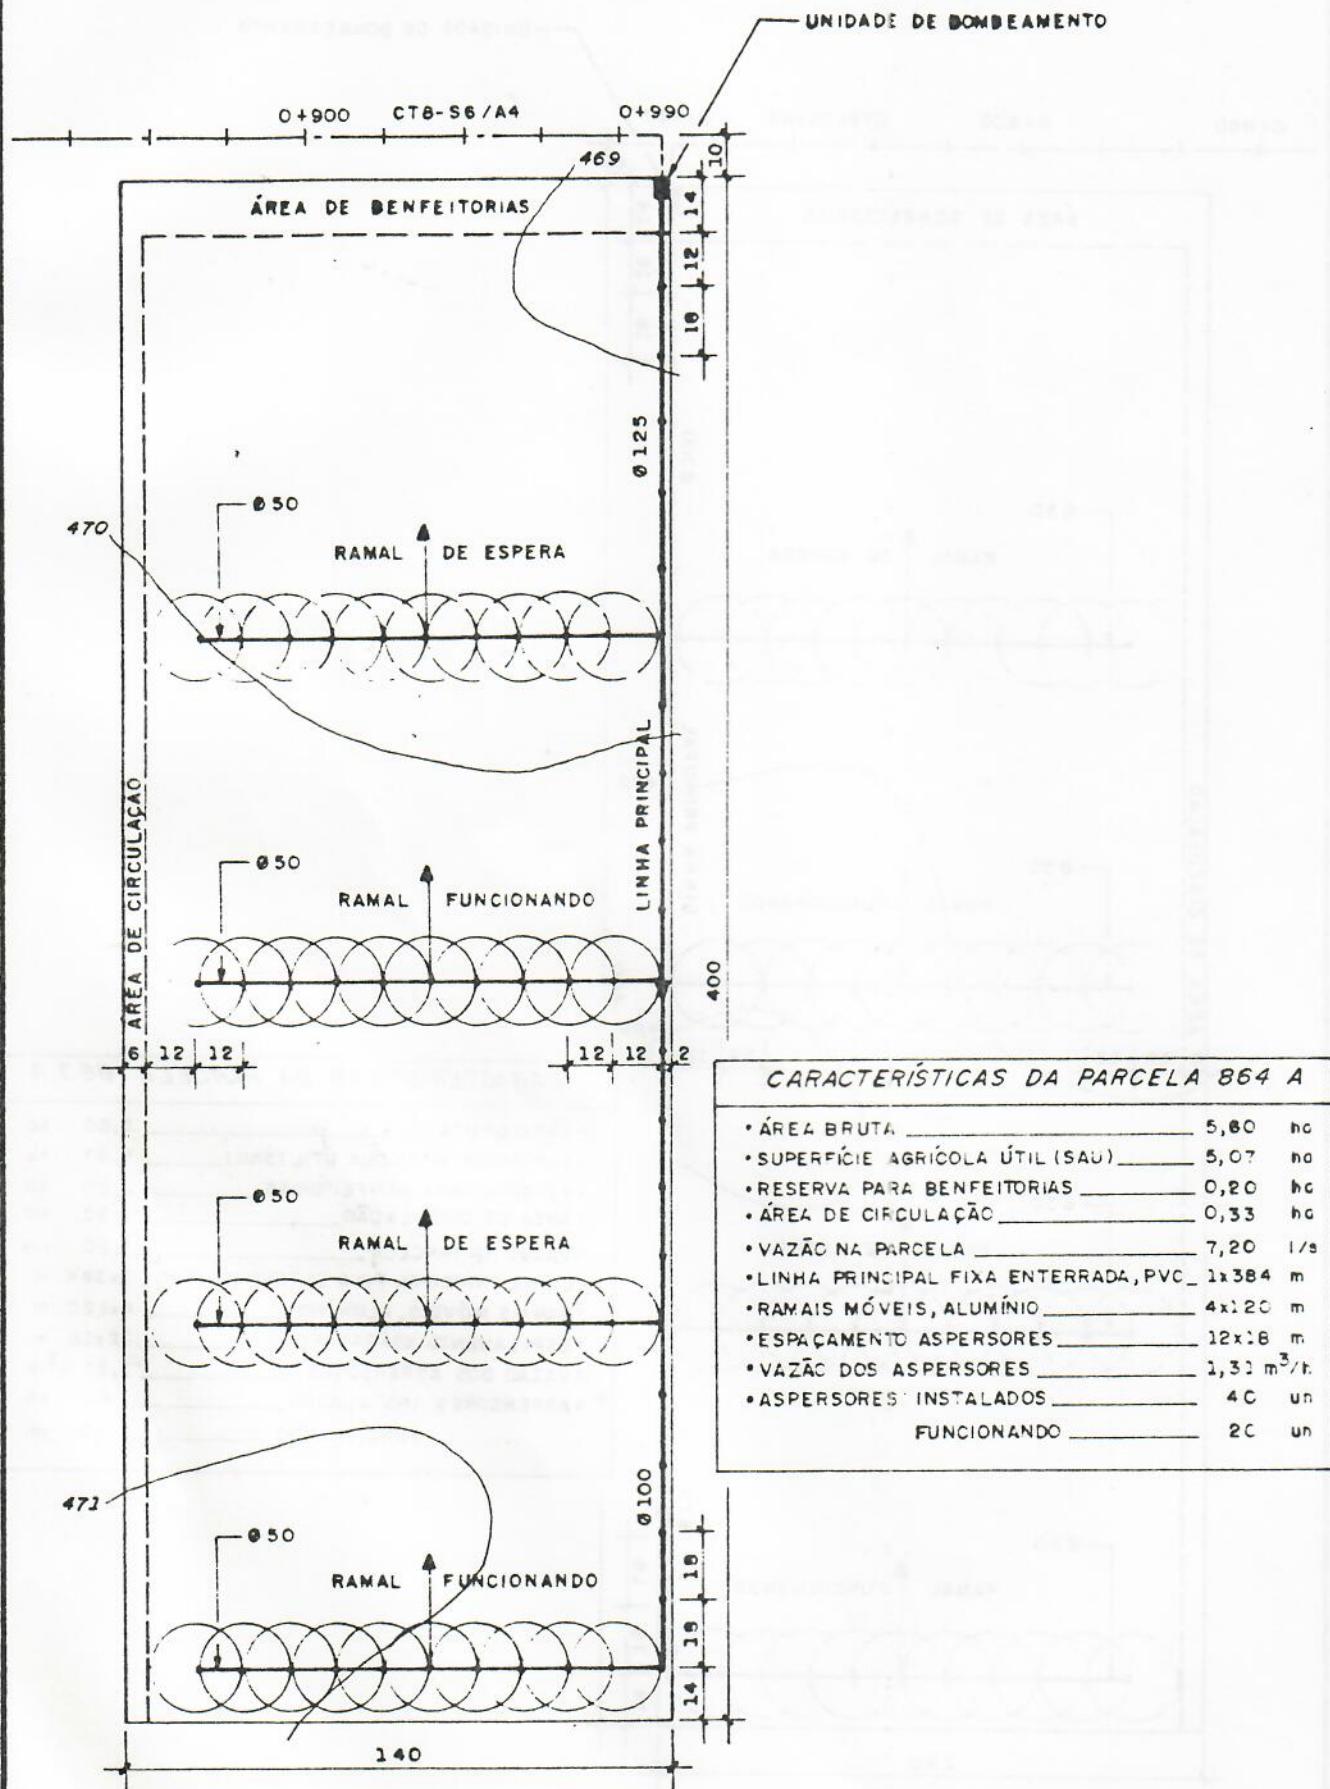 UNIDADE DE BOMBEAMENTO
0+900 CT8-S6/A4 0+990
10
469
ÁREA DE BENFEITORIAS
14
12
18
Ø125
Ø50
470
RAMAL DE ESPERA
LINHA PRINCIPAL
ÁREA DE CIRCULAÇÃO
Ø50
RAMAL FUNCIONANDO
400
6 12 12 12 12 2
CARACTERÍSTICAS DA PARCELA 864 A
•ÁREA BRUTA 5,60 ha
•SUPERFÍCIE AGRÍCOLA ÚTIL (SAU) 5,07 ha
•RESERVA PARA BENFEITORIAS 0,20 ha
•ÁREA DE CIRCULAÇÃO 0,33 ha
•VAZÃO NA PARCELA 7,20 l/s
•LINHA PRINCIPAL FIXA ENTERRADA, PVC 1x384 m
•RAMAIS MÓVEIS, ALUMÍNIO 4x120 m
•ESPAÇAMENTO ASPERSORES 12x18 m
•VAZÃO DOS ASPERSORES 1,31 m³/h
•ASPERSORES INSTALADOS 40 un
FUNCIONANDO 20 un
Ø50
RAMAL DE ESPERA
471
Ø100
Ø50
RAMAL FUNCIONANDO
18
18
14
140